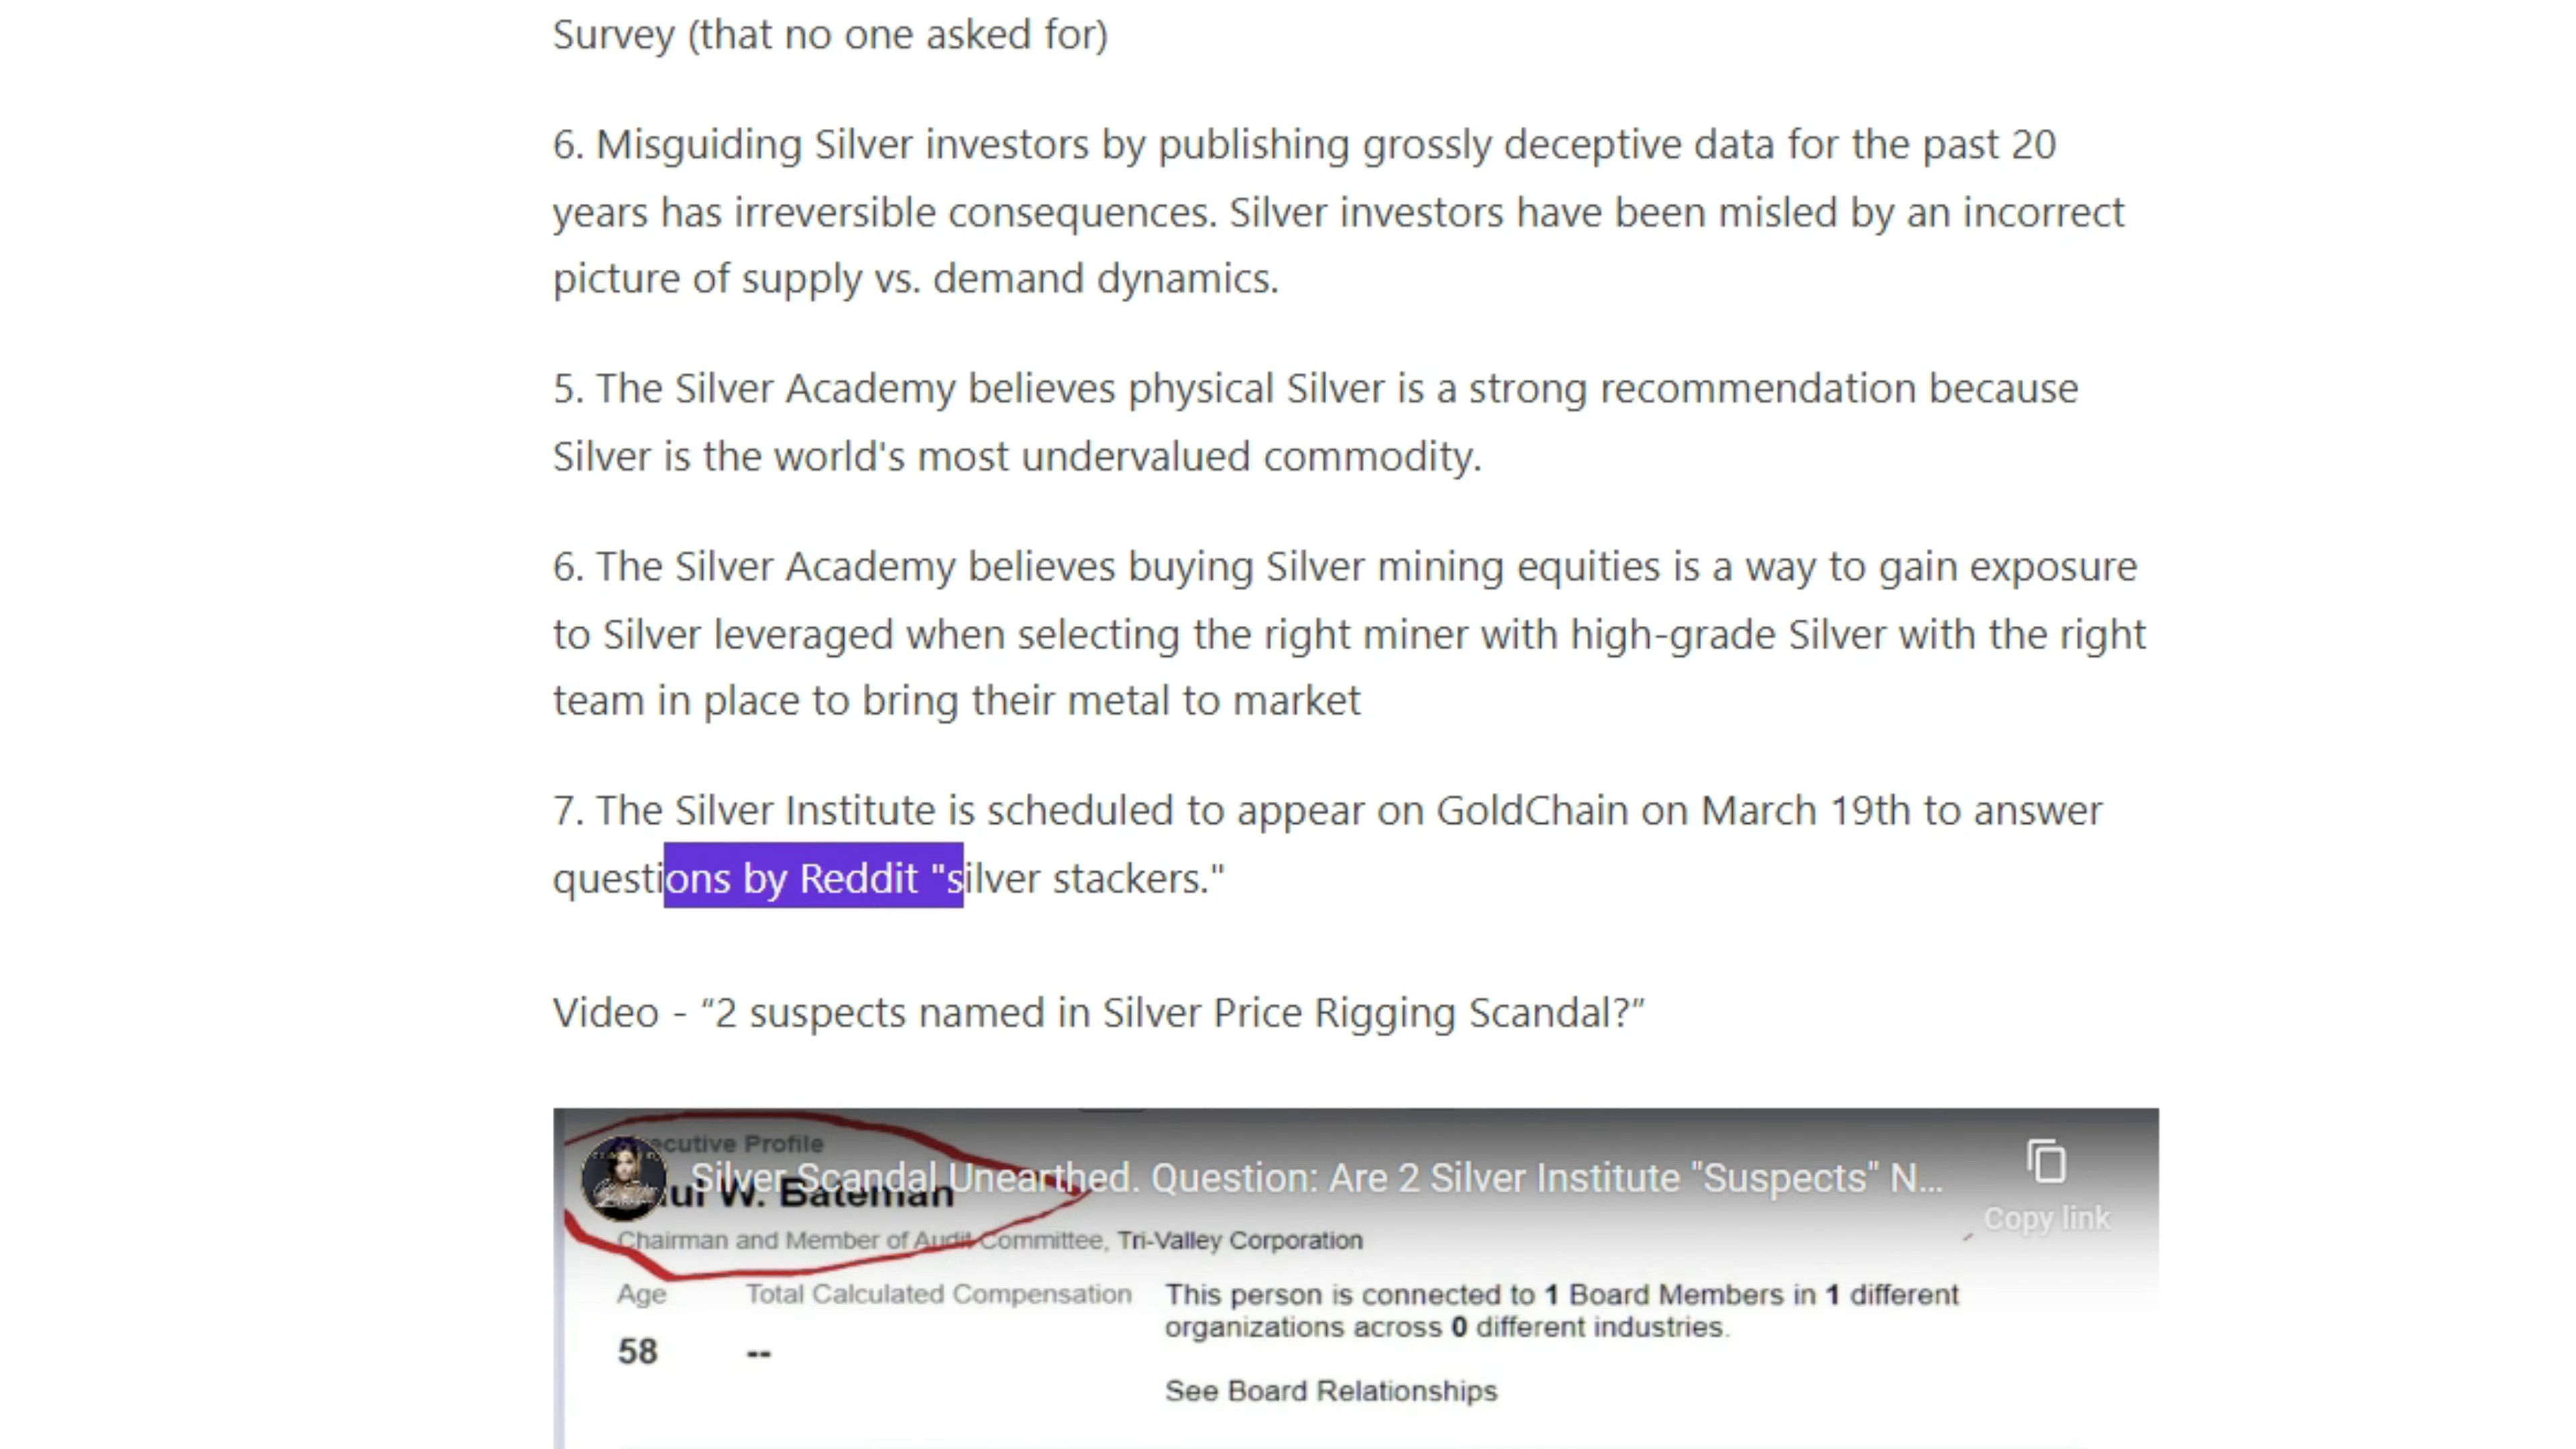 Survey (that no one asked for)
6. Misguiding Silver investors by publishing grossly deceptive data for the past 20
years has irreversible consequences. Silver investors have been misled by an incorrect
picture of supply vs. demand dynamics.
5. The Silver Academy believes physical Silver is a strong recommendation because
Silver is the world's most undervalued commodity.
6. The Silver Academy believes buying Silver mining equities is a way to gain exposure
to Silver leveraged when selecting the right miner with high-grade Silver with the right
team in place to bring their metal to market
7. The Silver Institute is scheduled to appear on GoldChain on March 19th to answer
questions by Reddit "silver stackers."
Video - “2 suspects named in Silver Price Rigging Scandal?”
ecutive Profile
Silver Scandal Unearthed. Question: Are 2 Silver Institute "Suspects" N...
ul W. Bateman
Copy link
Chairman and Member of Audit Committee, Tri-Valley Corporation
Age
Total Calculated Compensation
This person is connected to 1 Board Members in 1 different
organizations across 0 different industries.
58
--
See Board Relationships